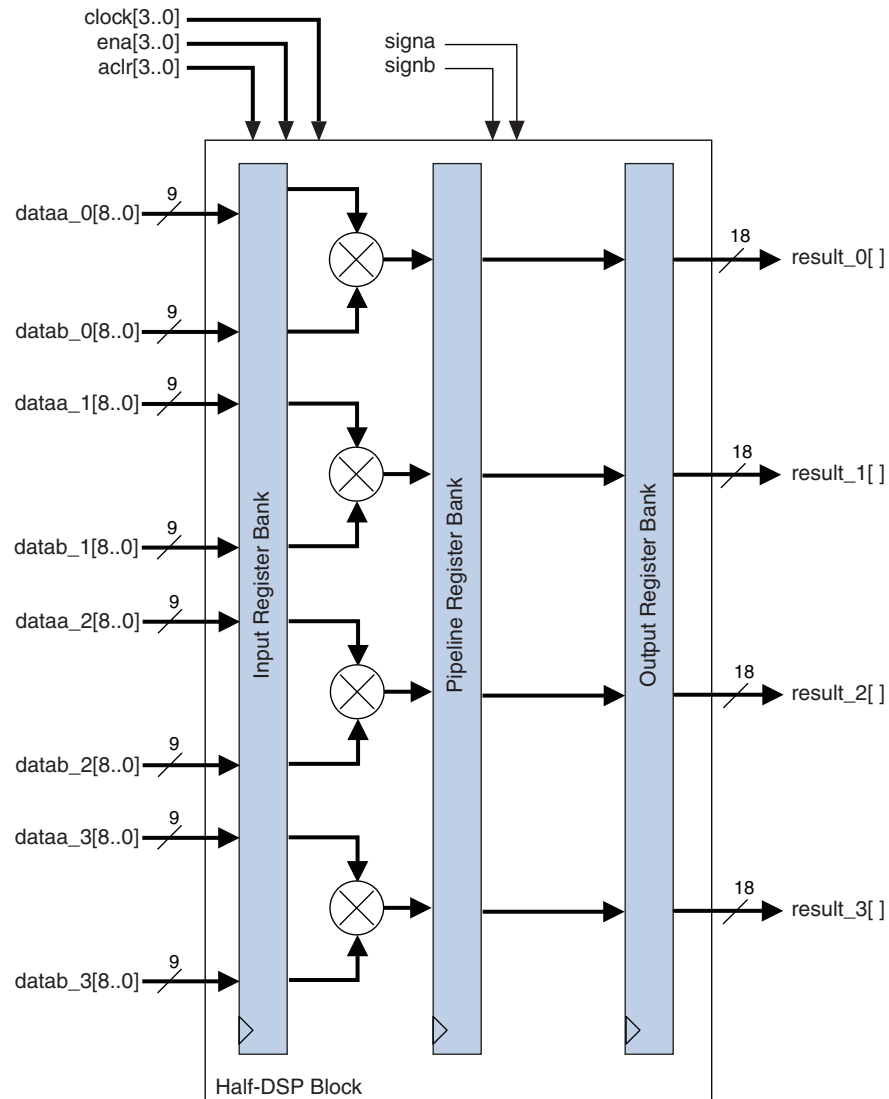 clock[3..0]
ena[3..0]
aclr[3..0]
signa
signb
dataa_0[8..0]
9
datab_0[8..0]
9
dataa_1[8..0]
9
datab_1[8..0]
9
dataa_2[8..0]
9
datab_2[8..0]
9
dataa_3[8..0]
9
datab_3[8..0]
9
Input Register Bank
Pipeline Register Bank
Output Register Bank
18
result_0[ ]
18
result_1[ ]
18
result_2[ ]
18
result_3[ ]
Half-DSP Block